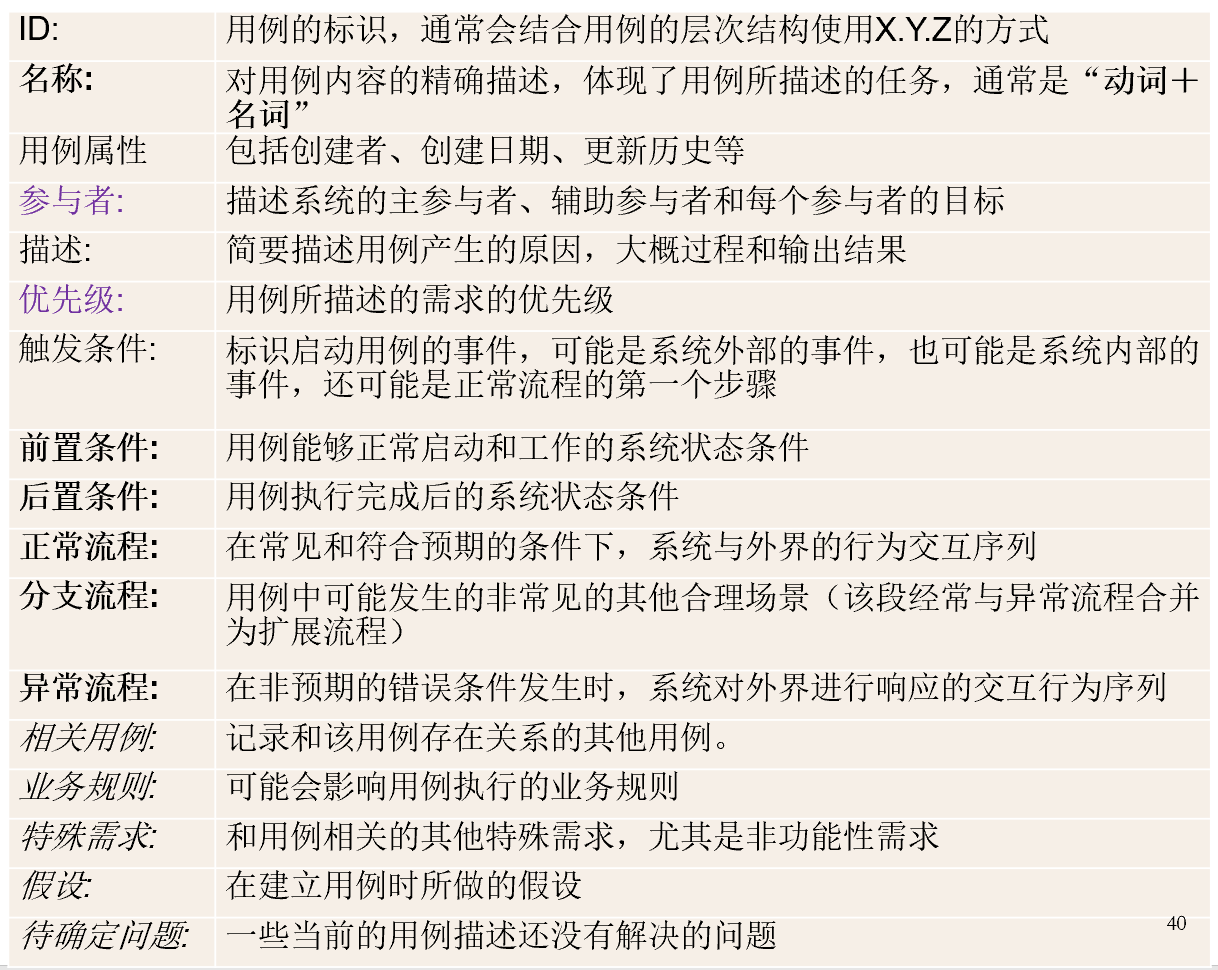 ID: 用例的标识，通常会结合用例的层次结构使用X.Y.Z的方式
名称: 对用例内容的精确描述，体现了用例所描述的任务，通常是“动词＋
名词”
用例属性 包括创建者、创建日期、更新历史等
参与者: 描述系统的主参与者、辅助参与者和每个参与者的目标
描述: 简要描述用例产生的原因，大概过程和输出结果
优先级: 用例所描述的需求的优先级
触发条件: 标识启动用例的事件，可能是系统外部的事件，也可能是系统内部的
事件，还可能是正常流程的第一个步骤
前置条件: 用例能够正常启动和工作的系统状态条件
后置条件: 用例执行完成后的系统状态条件
正常流程: 在常见和符合预期的条件下，系统与外界的行为交互序列
分支流程: 用例中可能发生的非常见的其他合理场景（该段经常与异常流程合并
为扩展流程）
异常流程: 在非预期的错误条件发生时，系统对外界进行响应的交互行为序列
相关用例: 记录和该用例存在关系的其他用例。
业务规则: 可能会影响用例执行的业务规则
特殊需求: 和用例相关的其他特殊需求，尤其是非功能性需求
假设: 在建立用例时所做的假设
待确定问题: 一些当前的用例描述还没有解决的问题
40